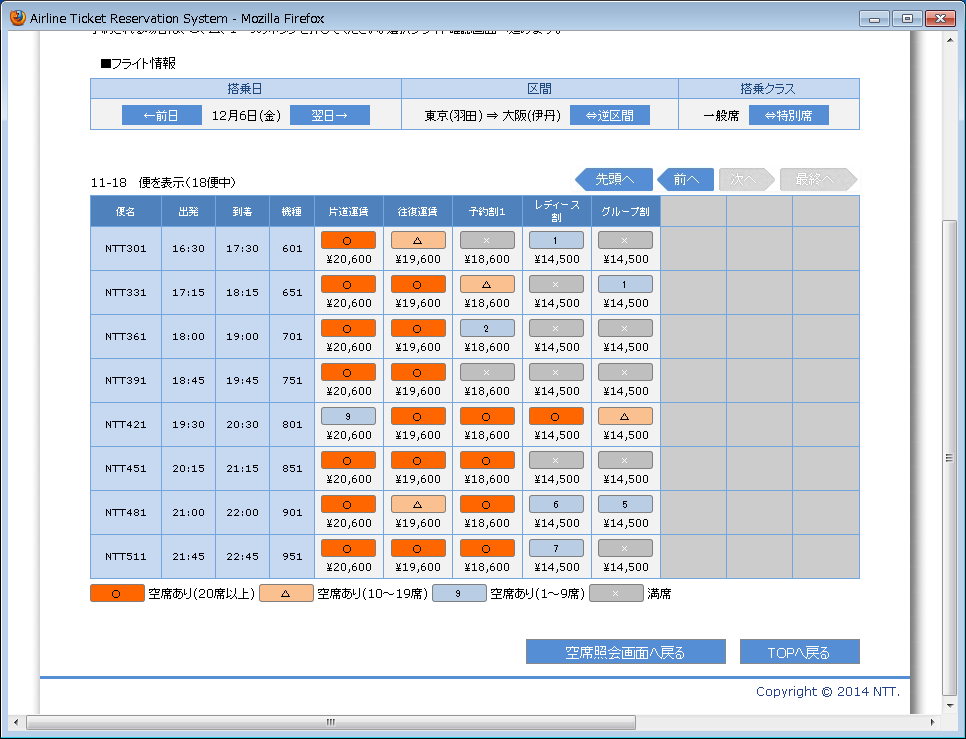 Airline Ticket Reservation System - Mozilla Firefox
■フライト情報
搭乗日 区間 搭乗クラス
←前日 12月6日(金) 翌日→ 東京(羽田) ⇒ 大阪(伊丹) ⇔逆区間 一般席 ⇔特別席
11-18 便を表示(18便中) 先頭へ 前へ 次へ 最終へ
便名 出発 到着 機種 片道運賃 往復運賃 予約割1 レディース割 グループ割
NTT301 16:30 17:30 601 ○ △ × 1 ×
¥20,600 ¥19,600 ¥18,600 ¥14,500 ¥14,500
NTT331 17:15 18:15 651 ○ ○ △ × 1
¥20,600 ¥19,600 ¥18,600 ¥14,500 ¥14,500
NTT361 18:00 19:00 701 ○ ○ 2 × ×
¥20,600 ¥19,600 ¥18,600 ¥14,500 ¥14,500
NTT391 18:45 19:45 751 ○ ○ × × ×
¥20,600 ¥19,600 ¥18,600 ¥14,500 ¥14,500
NTT421 19:30 20:30 801 9 ○ ○ ○ △
¥20,600 ¥19,600 ¥18,600 ¥14,500 ¥14,500
NTT451 20:15 21:15 851 ○ ○ ○ × ×
¥20,600 ¥19,600 ¥18,600 ¥14,500 ¥14,500
NTT481 21:00 22:00 901 ○ △ ○ 6 5
¥20,600 ¥19,600 ¥18,600 ¥14,500 ¥14,500
NTT511 21:45 22:45 951 ○ ○ ○ 7 ×
¥20,600 ¥19,600 ¥18,600 ¥14,500 ¥14,500
○ 空席あり(20席以上) △ 空席あり(10～19席) 9 空席あり(1～9席) × 満席
空席照会画面へ戻る TOPへ戻る
Copyright © 2014 NTT.